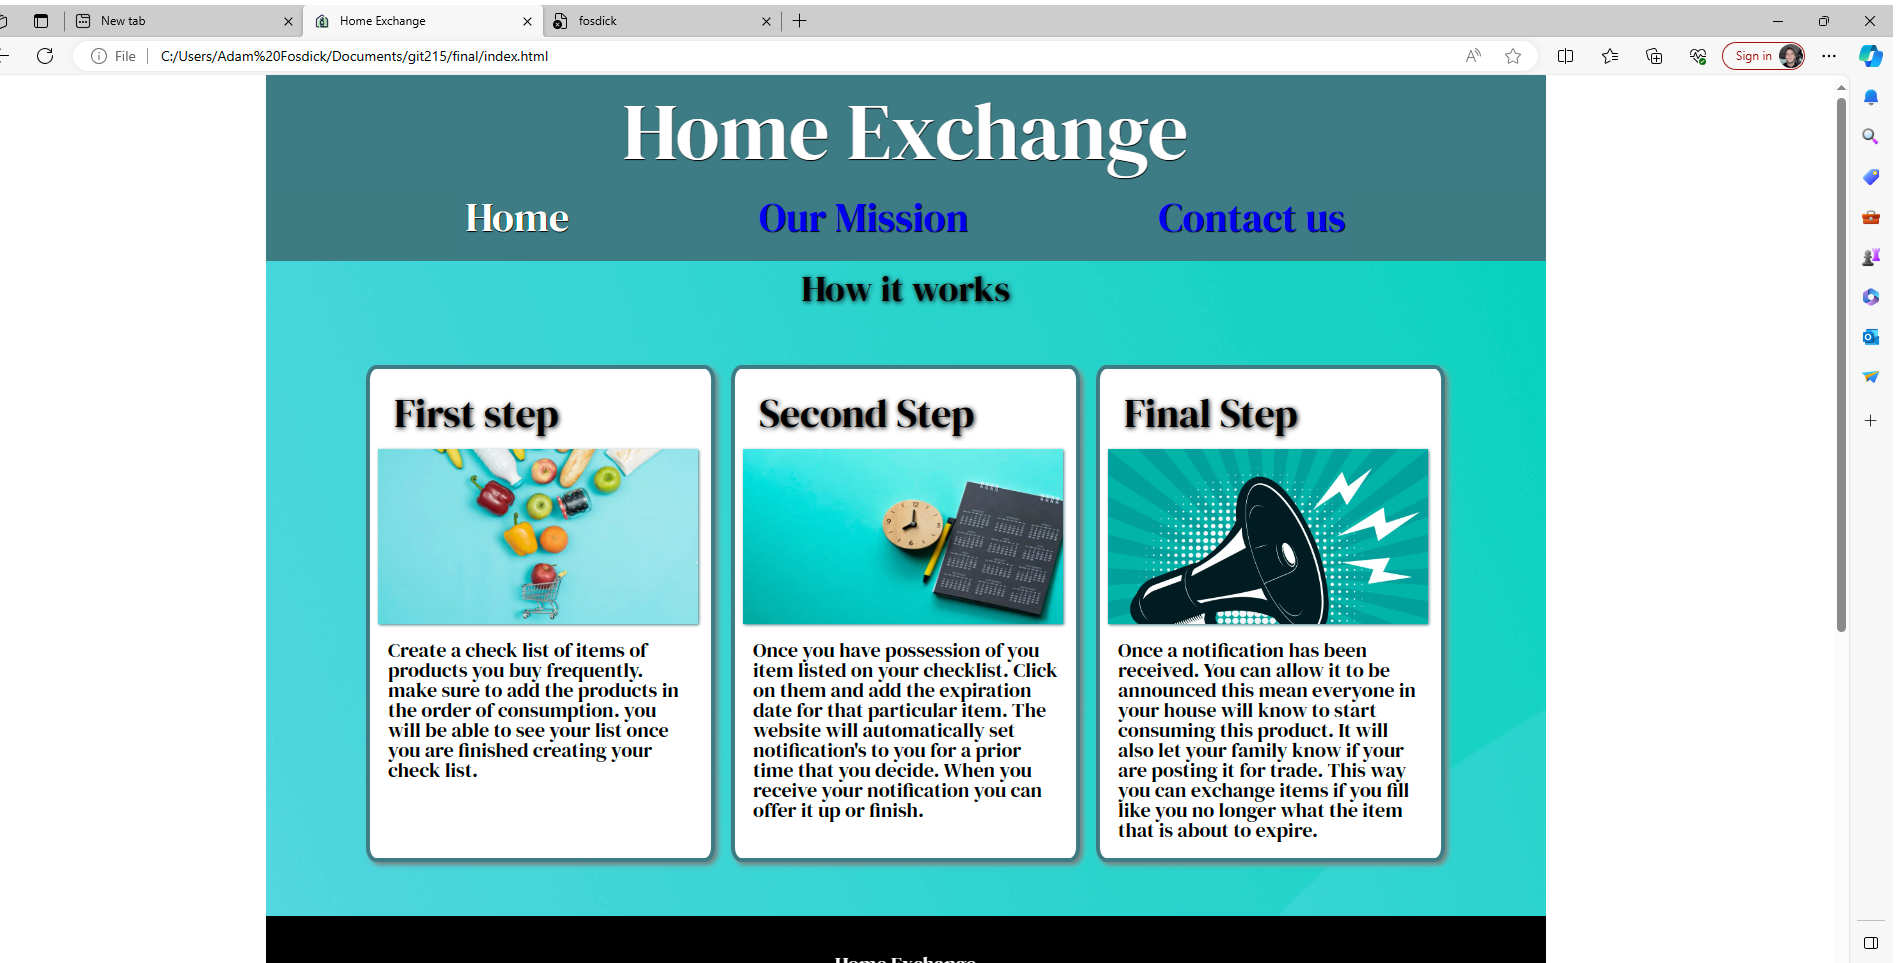 New tab
Home Exchange
fosdick
File
C:/Users/Adam%20Fosdick/Documents/git215/final/index.html
Sign in
Home Exchange
Home
Our Mission
Contact us
How it works
First step
Create a check list of items of
products you buy frequently.
make sure to add the products in
the order of consumption. you
will be able to see your list once
you are finished creating your
check list.
Second Step
Once you have possession of you
item listed on your checklist. Click
on them and add the expiration
date for that particular item. The
website will automatically set
notification's to you for a prior
time that you decide. When you
receive your notification you can
offer it up or finish.
Final Step
Once a notification has been
received. You can allow it to be
announced this mean everyone in
your house will know to start
consuming this product. It will
also let your family know if your
are posting it for trade. This way
you can exchange items if you fill
like you no longer what the item
that is about to expire.
Home Exchange